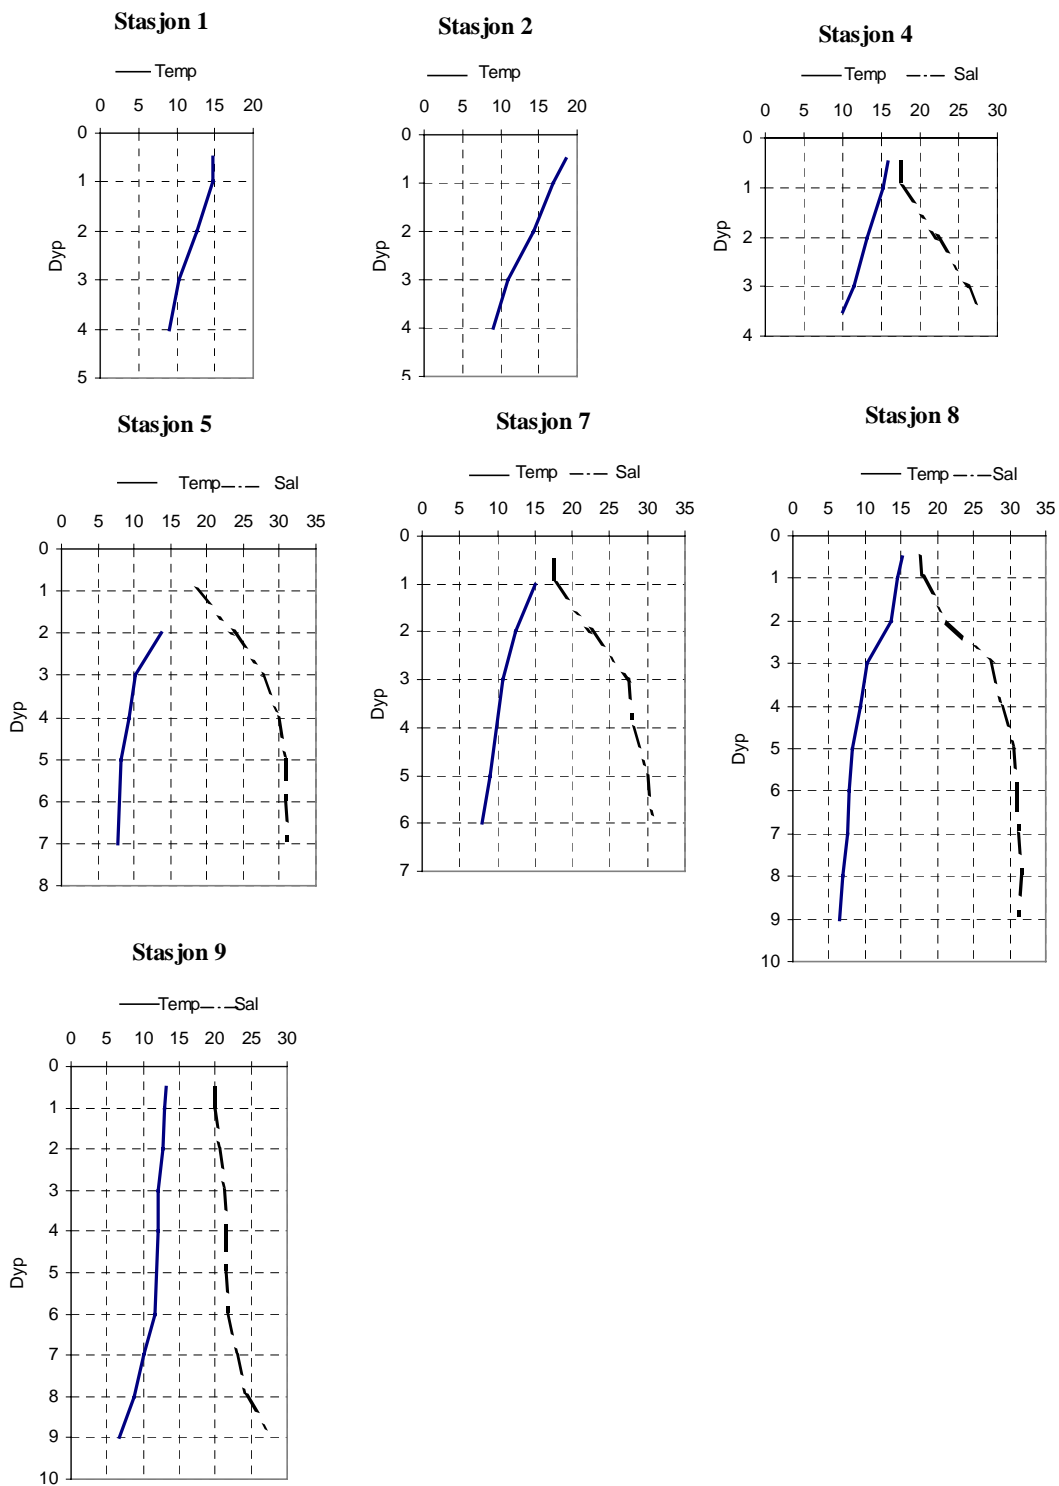 Stasjon 1
Temp
0 5 10 15 20
0
1
2
3
4
5
Dyp
Stasjon 2
Temp
0 5 10 15 20
0
1
2
3
4
5
Dyp
Stasjon 4
Temp Sal
0 5 10 15 20 25 30
0
1
2
3
4
Dyp
Stasjon 5
Temp Sal
0 5 10 15 20 25 30 35
0
1
2
3
4
5
6
7
8
Dyp
Stasjon 7
Temp Sal
0 5 10 15 20 25 30 35
0
1
2
3
4
5
6
7
Dyp
Stasjon 8
Temp Sal
0 5 10 15 20 25 30 35
0
1
2
3
4
5
6
7
8
9
10
Dyp
Stasjon 9
Temp Sal
0 5 10 15 20 25 30
0
1
2
3
4
5
6
7
8
9
10
Dyp